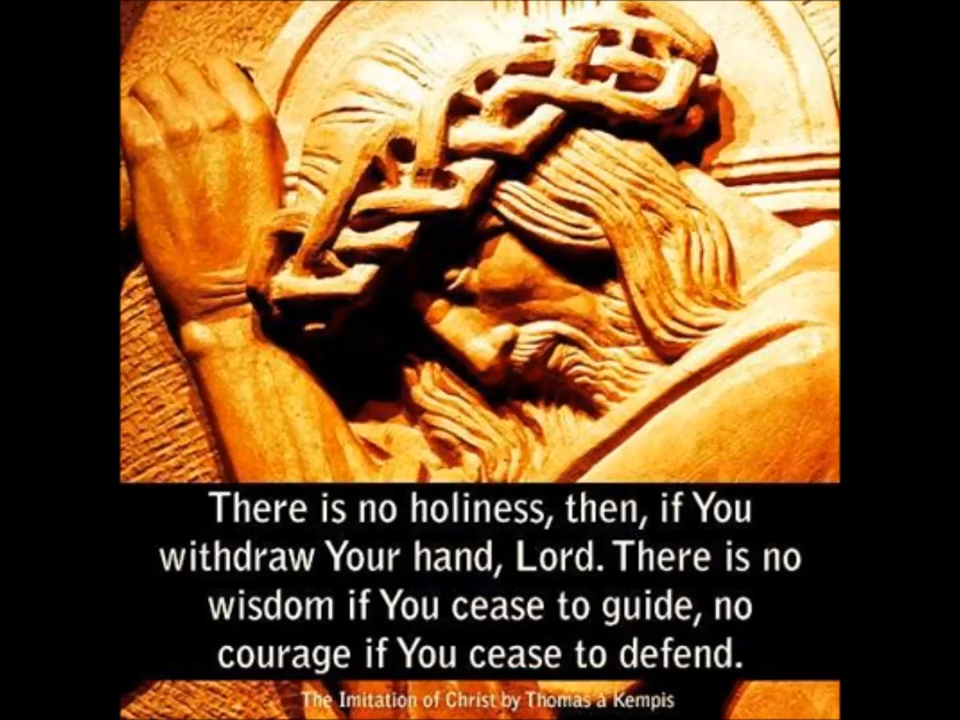 There is no holiness, then, if You
withdraw Your hand, Lord. There is no
wisdom if You cease to guide, no
courage if You cease to defend.
The Imitation of Christ by Thomas à Kempis